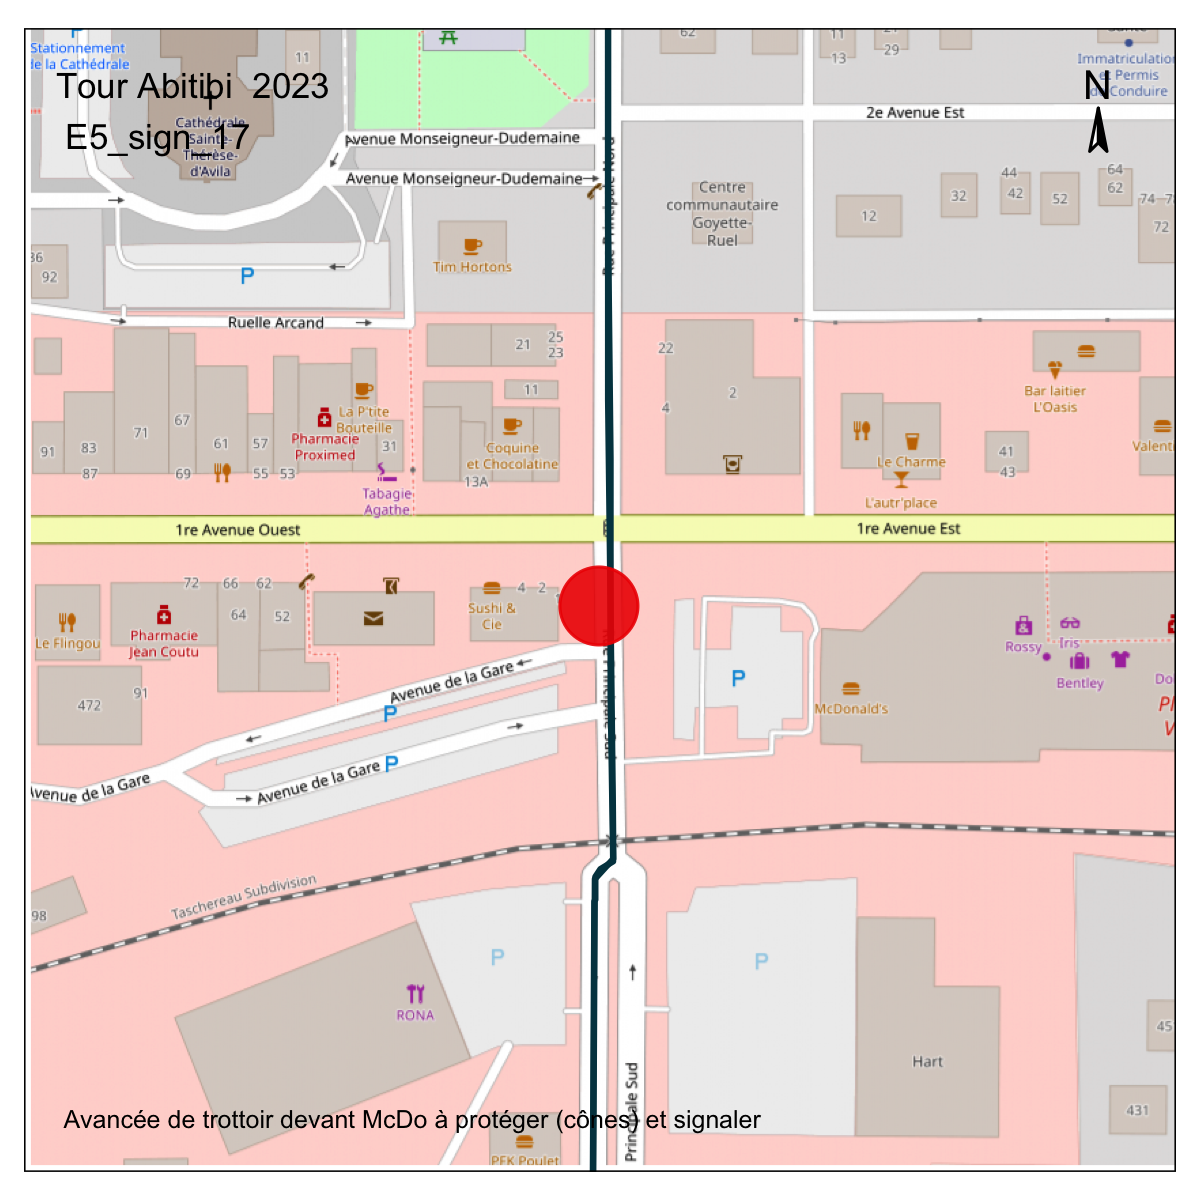 P
Stationnement
de la Cathédrale
Tour Abitibi 2023
E5_sign_17
N
11
62
11
13
29
Immatriculation
et Permis
de Conduire
Cathédrale
Sainte-
Thérèse-
d'Avila
Avenue Monseigneur-Dudemaine
Avenue Monseigneur-Dudemaine
2e Avenue Est
Rue Principale Nord
Centre
communautaire
Goyette-
Ruel
12
32
44
42
52
64
62
74
72
86
92
P
Tim Hortons
Ruelle Arcand
21
25
23
11
22
4
2
Bar laitier
L'Oasis
La P'tite
Bouteille
Pharmacie
Proximed
91
83
87
71
67
69
61
57
55
53
31
Tabagie
Agathe
Coquine
et Chocolatine
13A
Le Charme
L'autr'place
41
43
Valenti
1re Avenue Ouest
1re Avenue Est
72
66
62
64
52
Le Flingou
Pharmacie
Jean Coutu
Sushi &
Cie
4
2
472
91
Avenue de la Gare
P
Avenue de la Gare
P
Avenue de la Gare
Rue Principale Sud
P
McDonald's
Rossy
Iris
Bentley
Taschereau Subdivision
98
P
P
RONA
Hart
45
431
Principale Sud
PFK Poulet
Avancée de trottoir devant McDo à protéger (cônes) et signaler